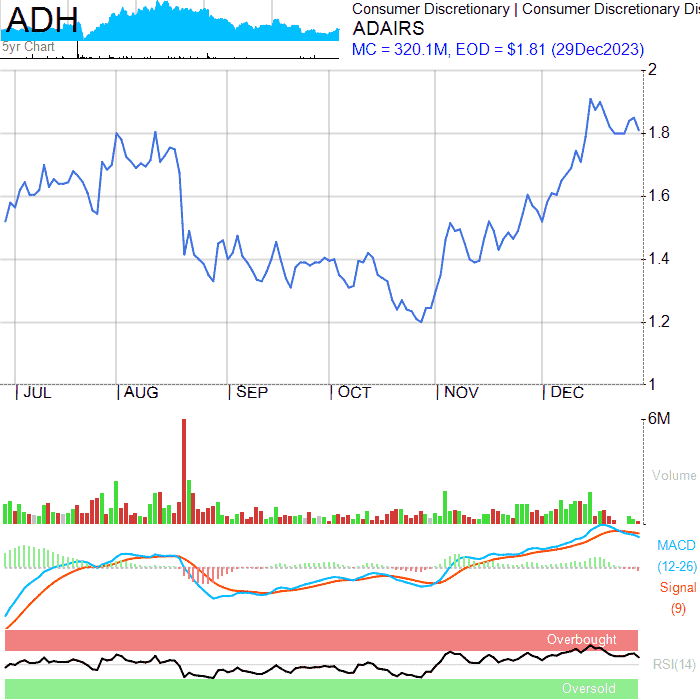 ADH
5yr Chart
Consumer Discretionary | Consumer Discretionary Dis
ADAIRS
MC = 320.1M, EOD = $1.81 (29Dec2023)
2
1.8
1.6
1.4
1.2
1
JUL AUG SEP OCT NOV DEC
6M
Volume
MACD
(12-26)
Signal
(9)
Overbought
RSI(14)
Oversold